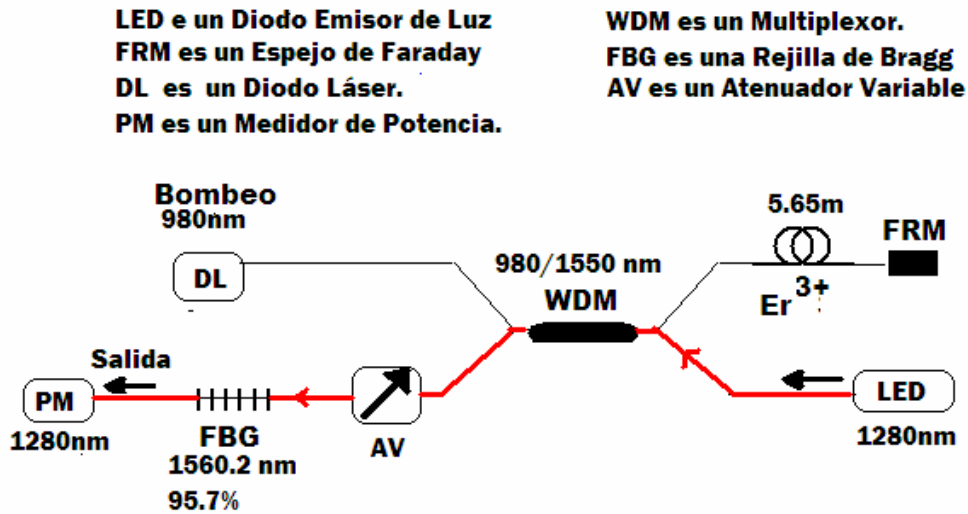 LED e un Diodo Emisor de Luz
FRM es un Espejo de Faraday
DL es un Diodo Láser.
PM es un Medidor de Potencia.
WDM es un Multiplexor.
FBG es una Rejilla de Bragg
AV es un Atenuador Variable
Bombeo
980nm
DL
980/1550 nm
WDM
5.65m
FRM
Er 3+
Salida
PM
1280nm
FBG
1560.2 nm
95.7%
AV
LED
1280nm